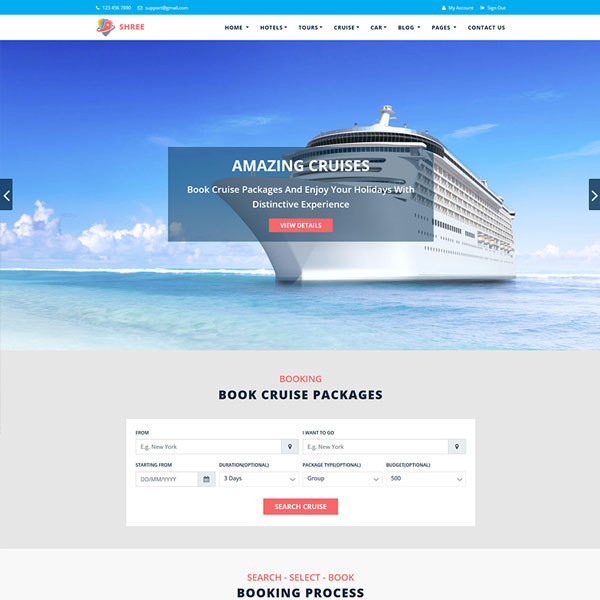 123 456 7890 support@gmail.com My Account Sign Out
SHREE HOME HOTELS TOURS CRUISE CAR BLOG PAGES CONTACT US
AMAZING CRUISES
Book Cruise Packages And Enjoy Your Holidays With
Distinctive Experience
VIEW DETAILS
BOOKING
BOOK CRUISE PACKAGES
FROM I WANT TO GO
E.g, New York E.g, New York
STARTING FROM DURATION(OPTIONAL) PACKAGE TYPE(OPTIONAL) BUDGET(OPTIONAL)
DD/MM/YYYY 3 Days Group 500
SEARCH CRUISE
SEARCH - SELECT - BOOK
BOOKING PROCESS